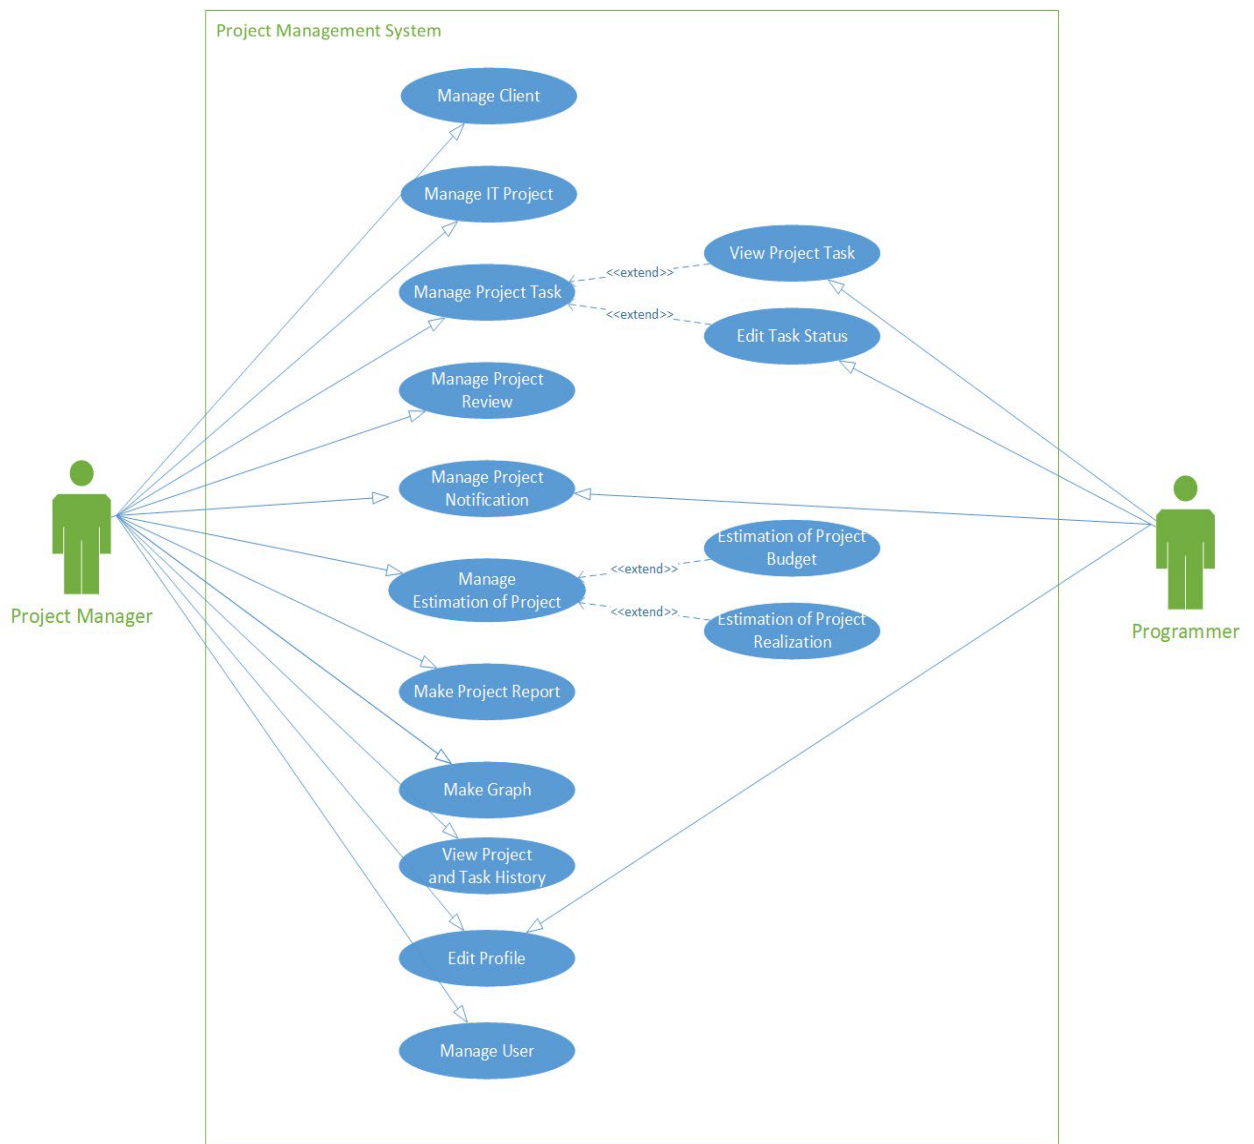 Project Management System
Manage Client
Manage IT Project
View Project Task
<<extend>>
Manage Project Task
<<extend>>
Edit Task Status
Manage Project
Review
Manage Project
Notification
Estimation of Project
Budget
<<extend>>
Manage
Estimation of Project
<<extend>>
Estimation of Project
Realization
Project Manager
Programmer
Make Project Report
Make Graph
View Project
and Task History
Edit Profile
Manage User